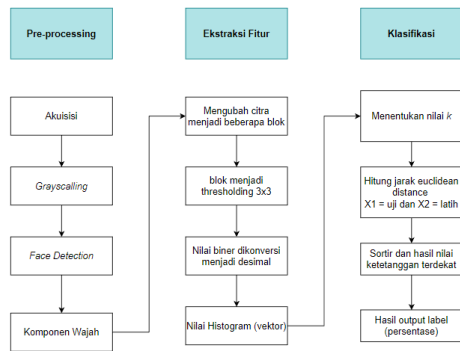 Pre-processing
Akuisisi
Grayscalling
Face Detection
Komponen Wajah
Ekstraksi Fitur
Mengubah citra
menjadi beberapa blok
blok menjadi
thresholding 3x3
Nilai biner dikonversi
menjadi desimal
Nilai Histogram (vektor)
Klasifikasi
Menentukan nilai k
Hitung jarak euclidean
distance
X1 = uji dan X2 = latih
Sortir dan hasil nilai
ketetanggan terdekat
Hasil output label
(persentase)